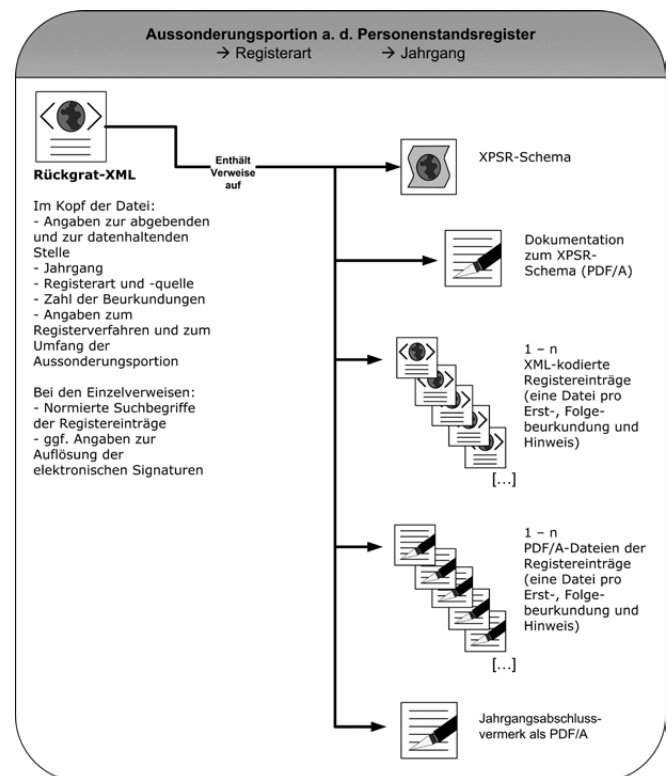 Aussonderungsportion a. d. Personenstandsregister
→ Registerart → Jahrgang
Rückgrat-XML
Im Kopf der Datei:
- Angaben zur abgebenden
und zur datenhaltenden
Stelle
- Jahrgang
- Registerart und -quelle
- Zahl der Beurkundungen
- Angaben zum
Registerverfahren und zum
Umfang der
Aussonderungsportion
Bei den Einzelverweisen:
- Normierte Suchbegriffe
der Registereinträge
- ggf. Angaben zur
Auflösung der
elektronischen Signaturen
Enthält
Verweise
auf
XPSR-Schema
Dokumentation
zum XPSR-
Schema (PDF/A)
1 – n
XML-kodierte
Registereinträge
(eine Datei pro
Erst-, Folge-
beurkundung und
Hinweis)
[...]
1 – n
PDF/A-Dateien der
Registereinträge
(eine Datei pro
Erst-, Folge-
beurkundung und
Hinweis)
[...]
Jahrgangsabschluss-
vermerk als PDF/A